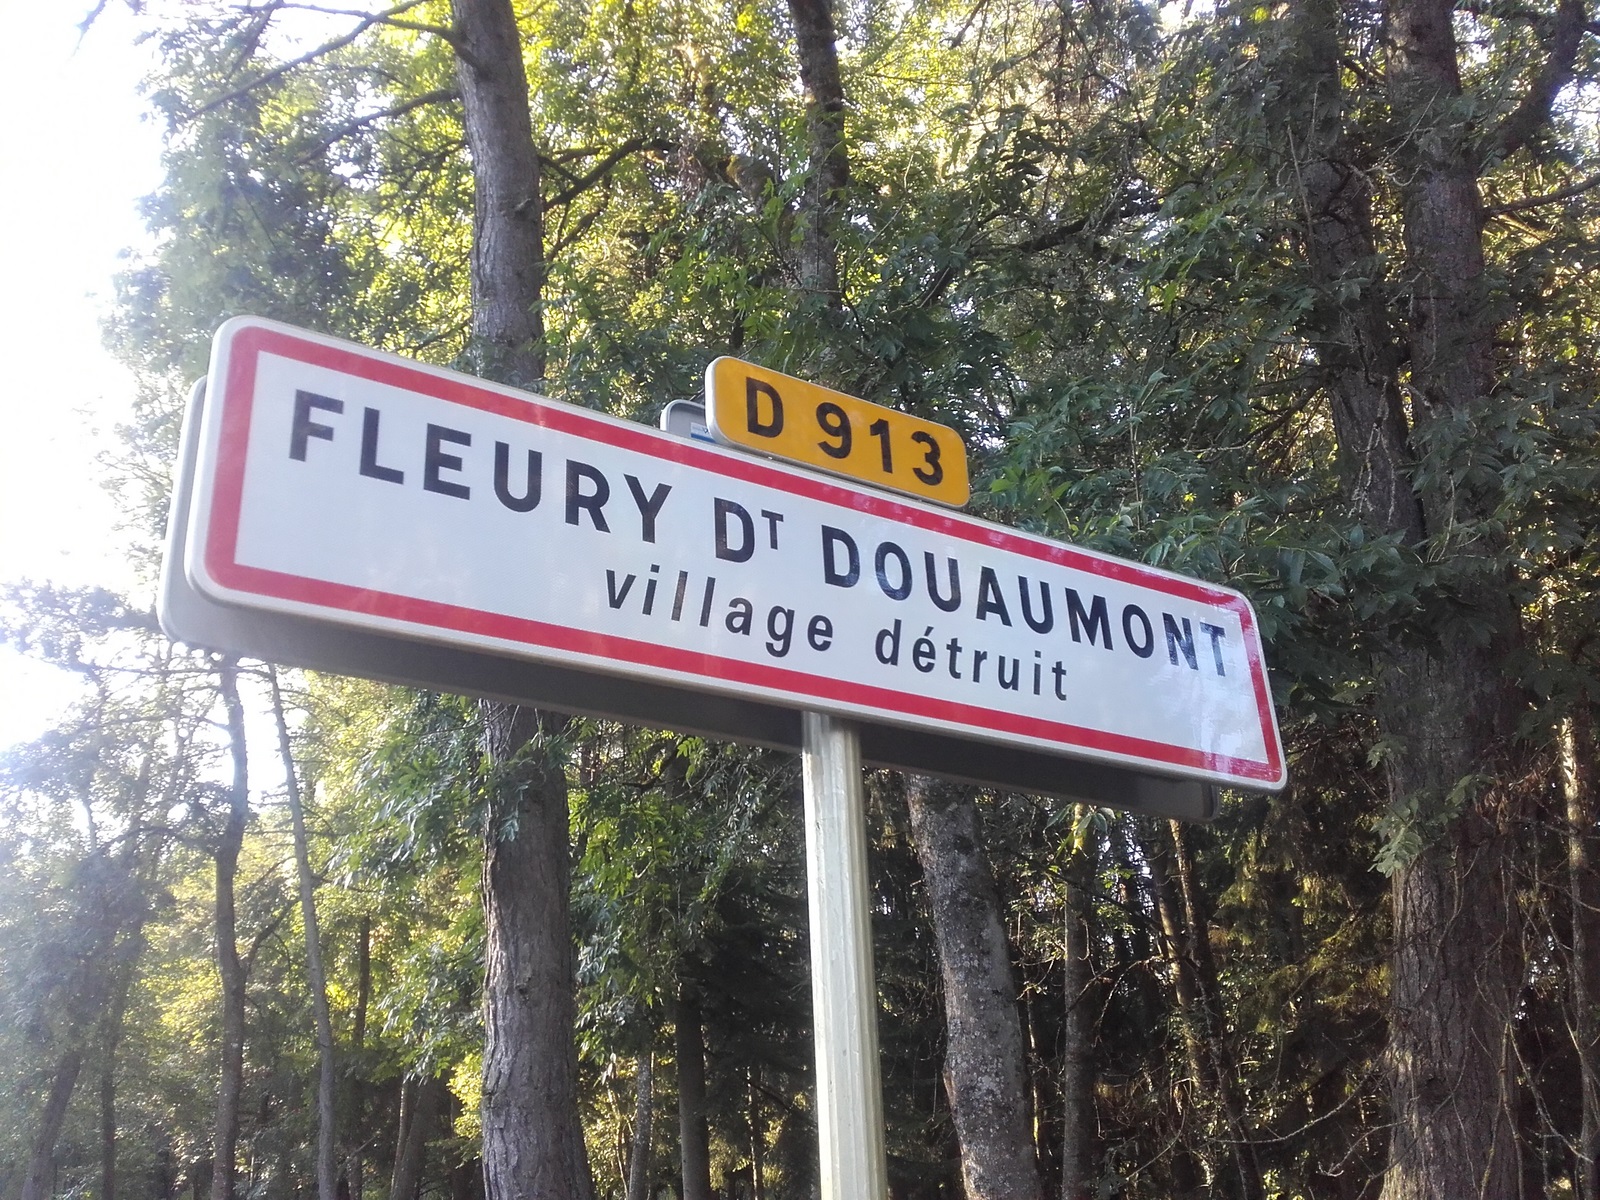 D 913
FLEURY DT DOUAUMONT
village détruit